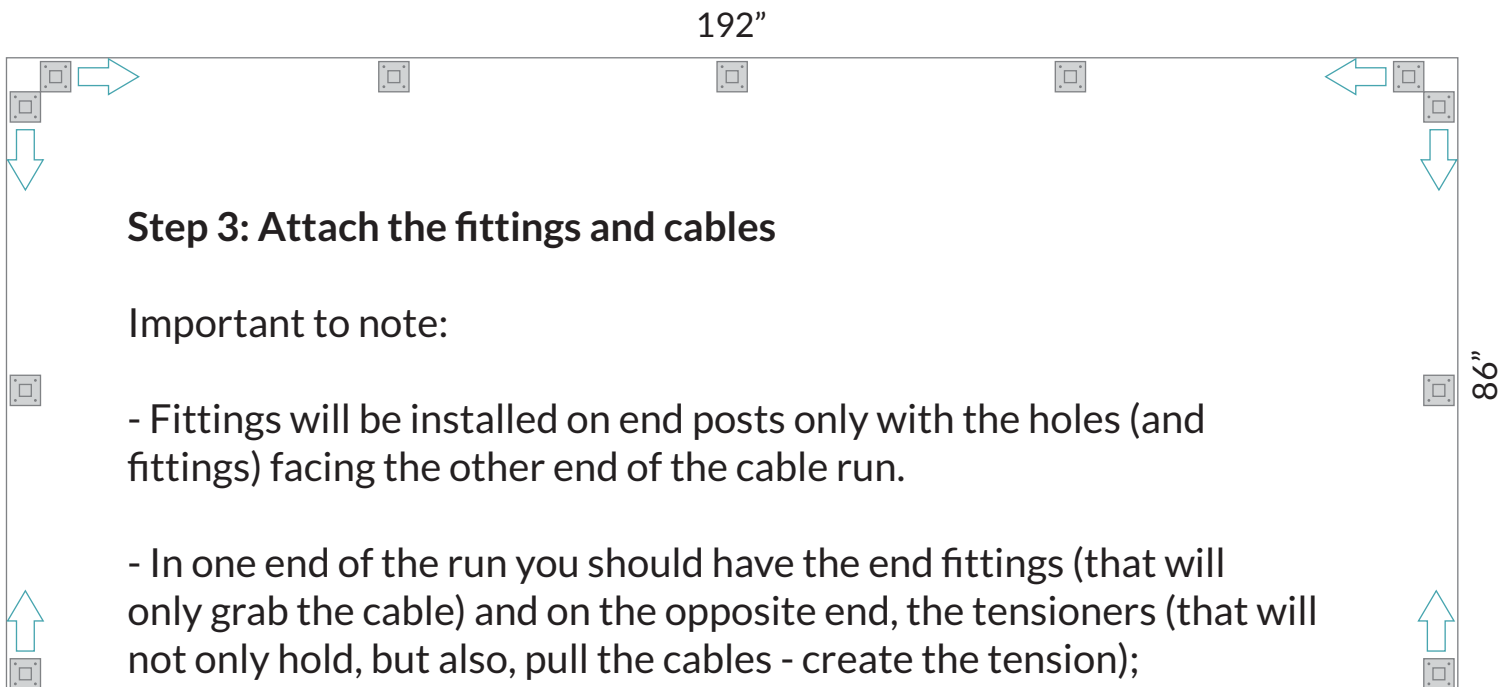 192”
Step 3: Attach the fittings and cables
Important to note:
86”
- Fittings will be installed on end posts only with the holes (and
fittings) facing the other end of the cable run.
- In one end of the run you should have the end fittings (that will
only grab the cable) and on the opposite end, the tensioners (that will
not only hold, but also, pull the cables - create the tension);